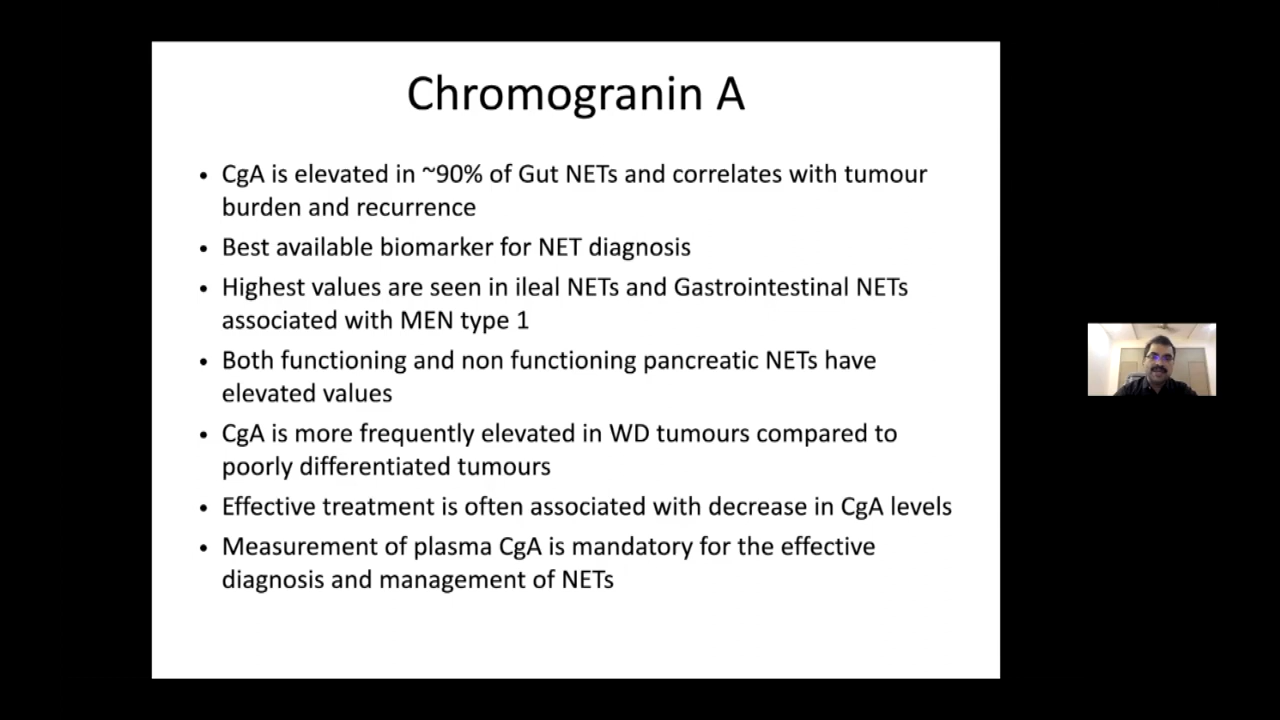 Chromogranin A
• CgA is elevated in ~90% of Gut NETs and correlates with tumour
burden and recurrence
• Best available biomarker for NET diagnosis
• Highest values are seen in ileal NETs and Gastrointestinal NETs
associated with MEN type 1
• Both functioning and non functioning pancreatic NETs have
elevated values
• CgA is more frequently elevated in WD tumours compared to
poorly differentiated tumours
• Effective treatment is often associated with decrease in CgA levels
• Measurement of plasma CgA is mandatory for the effective
diagnosis and management of NETs